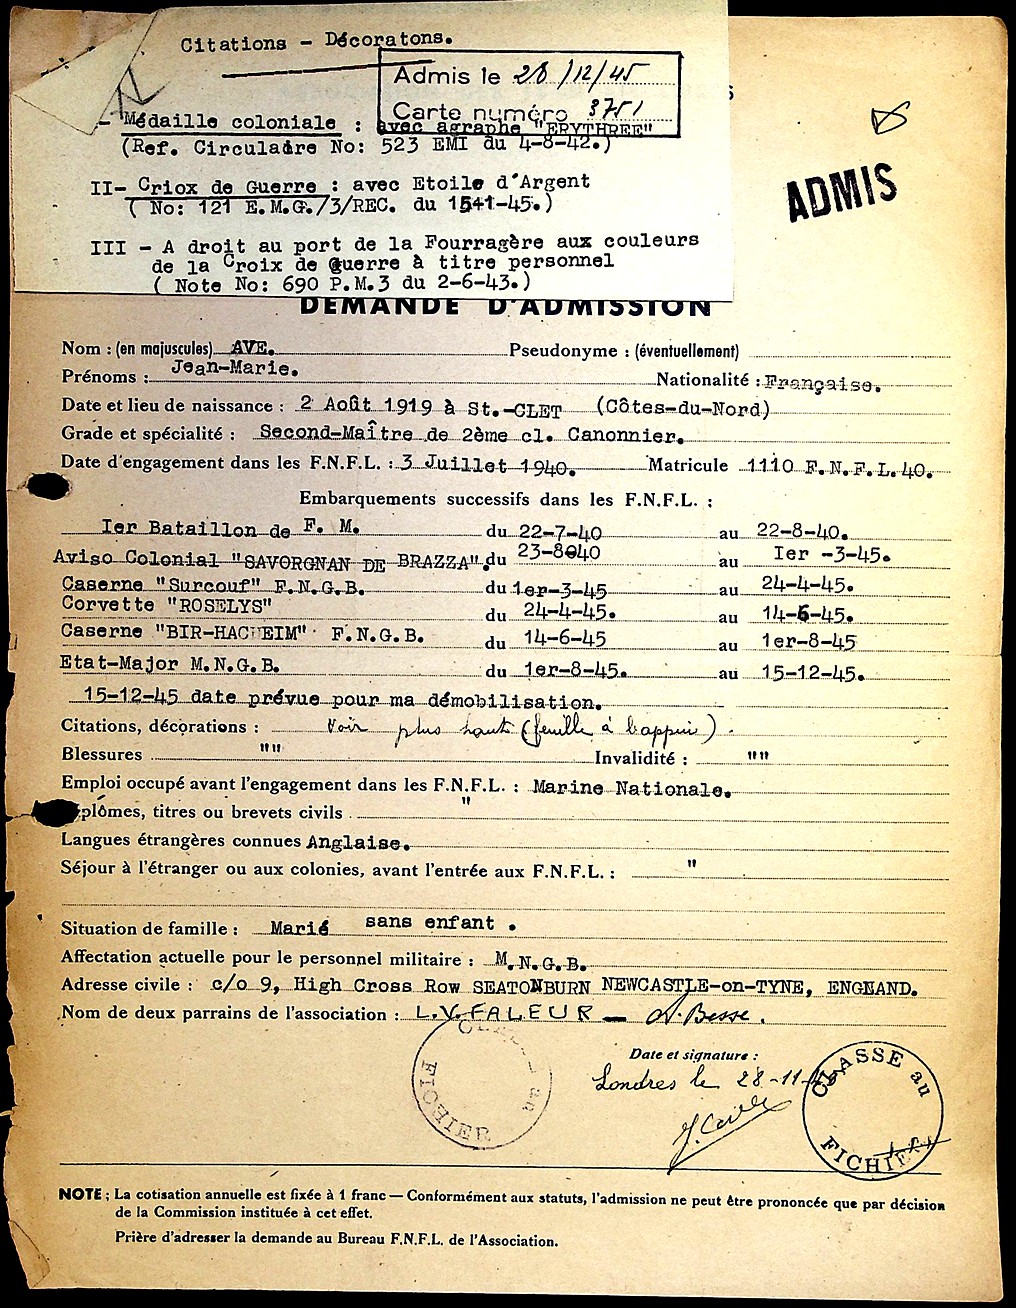 Citations - Décoratons.
Admis le 28/12/45
Carte numéro 3751
- Médaille coloniale : avec agraphe "ERYTHREE"
(Ref. Circulaire No: 523 EMI du 4-8-42.)
II- Criox de Guerre : avec Etoile d'Argent
( No: 121 E.M.G./3/REC. du 1541-45.)
III - A droit au port de la Fourragère aux couleurs
de la Croix de Guerre à titre personnel
( Note No: 690 P.M.3 du 2-6-43.)
ADMIS
DEMANDE D'ADMISSION
Nom : (en majuscules) AVE. Pseudonyme : (éventuellement)
Prénoms : Jean-Marie. Nationalité : Française.
Date et lieu de naissance : 2 Août 1919 à St.-CLET (Côtes-du-Nord)
Grade et spécialité : Second-Maître de 2ème cl. Canonnier.
Date d'engagement dans les F.N.F.L. : 3 Juillet 1940. Matricule 1110 F.N.F.L.40.
Embarquements successifs dans les F.N.F.L. :
Ier Bataillon de F. M. du 22-7-40 au 22-8-40.
Aviso Colonial "SAVORGNAN DE BRAZZA". du 23-8040 au Ier -3-45.
Caserne "Surcouf" F.N.G.B. du 1er-3-45 au 24-4-45.
Corvette "ROSELYS" du 24-4-45. au 14-6-45.
Caserne "BIR-HACHEIM" F.N.G.B. du 14-6-45 au 1er-8-45
Etat-Major M.N.G.B. du 1er-8-45. au 15-12-45.
15-12-45 date prévue pour ma démobilisation.
Citations, décorations : Voir plus haut (feuille à l'appui).
Blessures "" Invalidité : ""
Emploi occupé avant l'engagement dans les F.N.F.L. : Marine Nationale.
plômes, titres ou brevets civils "
Langues étrangères connues Anglaise.
Séjour à l'étranger ou aux colonies, avant l'entrée aux F.N.F.L. : "
Situation de famille : Marié sans enfant .
Affectation actuelle pour le personnel militaire : M.N.G.B.
Adresse civile : c/o 9, High Cross Row SEATONBURN NEWCASTLE-on-TYNE, ENGLAND.
Nom de deux parrains de l'association : L.V. FALEUR — Besse.
Date et signature :
Londres le 28-11-45
CLASSE au FICHIER
CLASSE au FICHIER
NOTE : La cotisation annuelle est fixée à 1 franc — Conformément aux statuts, l'admission ne peut être prononcée que par décision
de la Commission instituée à cet effet.
Prière d'adresser la demande au Bureau F.N.F.L. de l'Association.